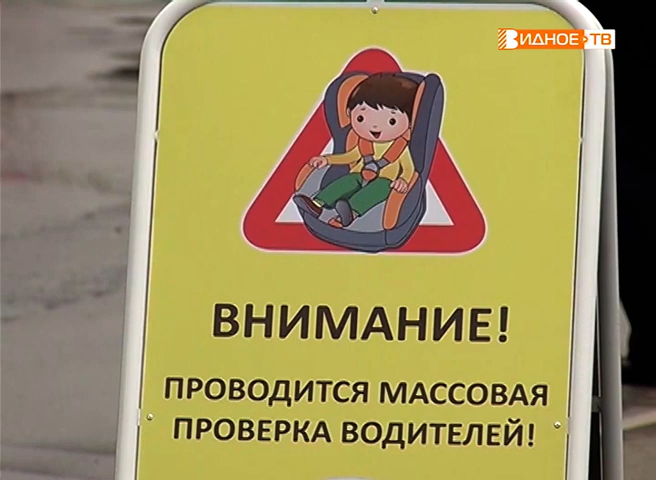 ВИДНОЕ ТВ
ВНИМАНИЕ!
ПРОВОДИТСЯ МАССОВАЯ
ПРОВЕРКА ВОДИТЕЛЕЙ!